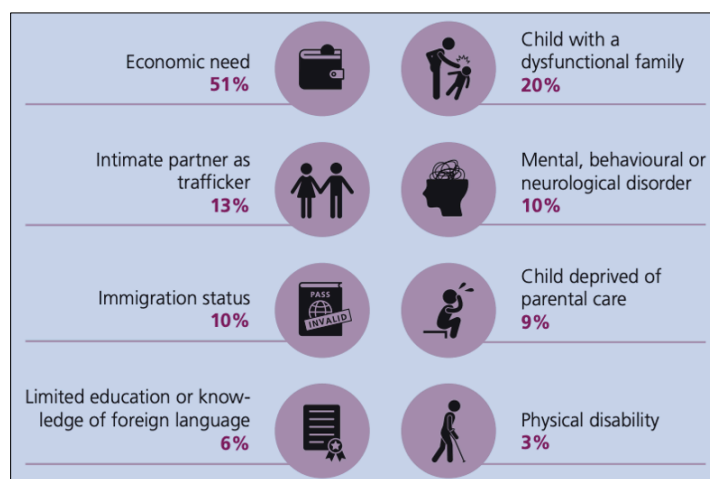 Economic need
51%
Child with a
dysfunctional family
20%
Intimate partner as
trafficker
13%
Mental, behavioural or
neurological disorder
10%
Immigration status
10%
PASS
INVALID
Child deprived of
parental care
9%
Limited education or know-
ledge of foreign language
6%
Physical disability
3%